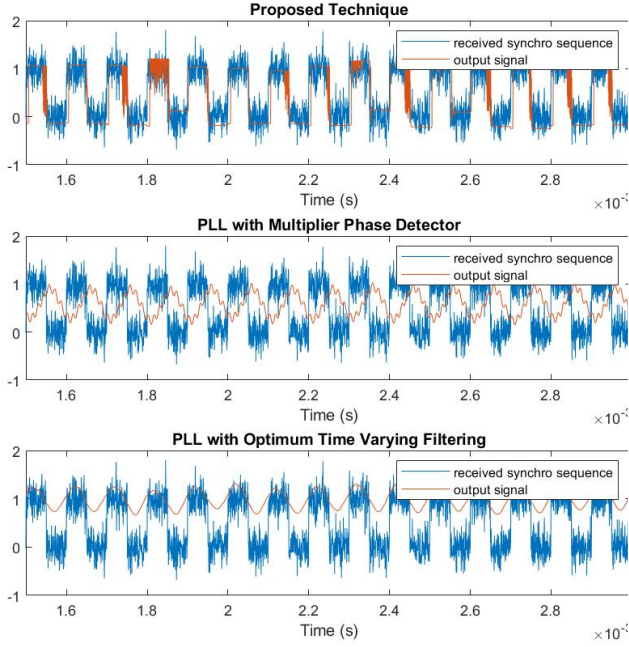 Proposed Technique
2
1
0
-1
received synchro sequence
output signal
1.6 1.8 2 2.2 2.4 2.6 2.8
Time (s)
×10⁻³
PLL with Multiplier Phase Detector
2
1
0
-1
received synchro sequence
output signal
1.6 1.8 2 2.2 2.4 2.6 2.8
Time (s)
×10⁻³
PLL with Optimum Time Varying Filtering
2
1
0
-1
received synchro sequence
output signal
1.6 1.8 2 2.2 2.4 2.6 2.8
Time (s)
×10⁻³